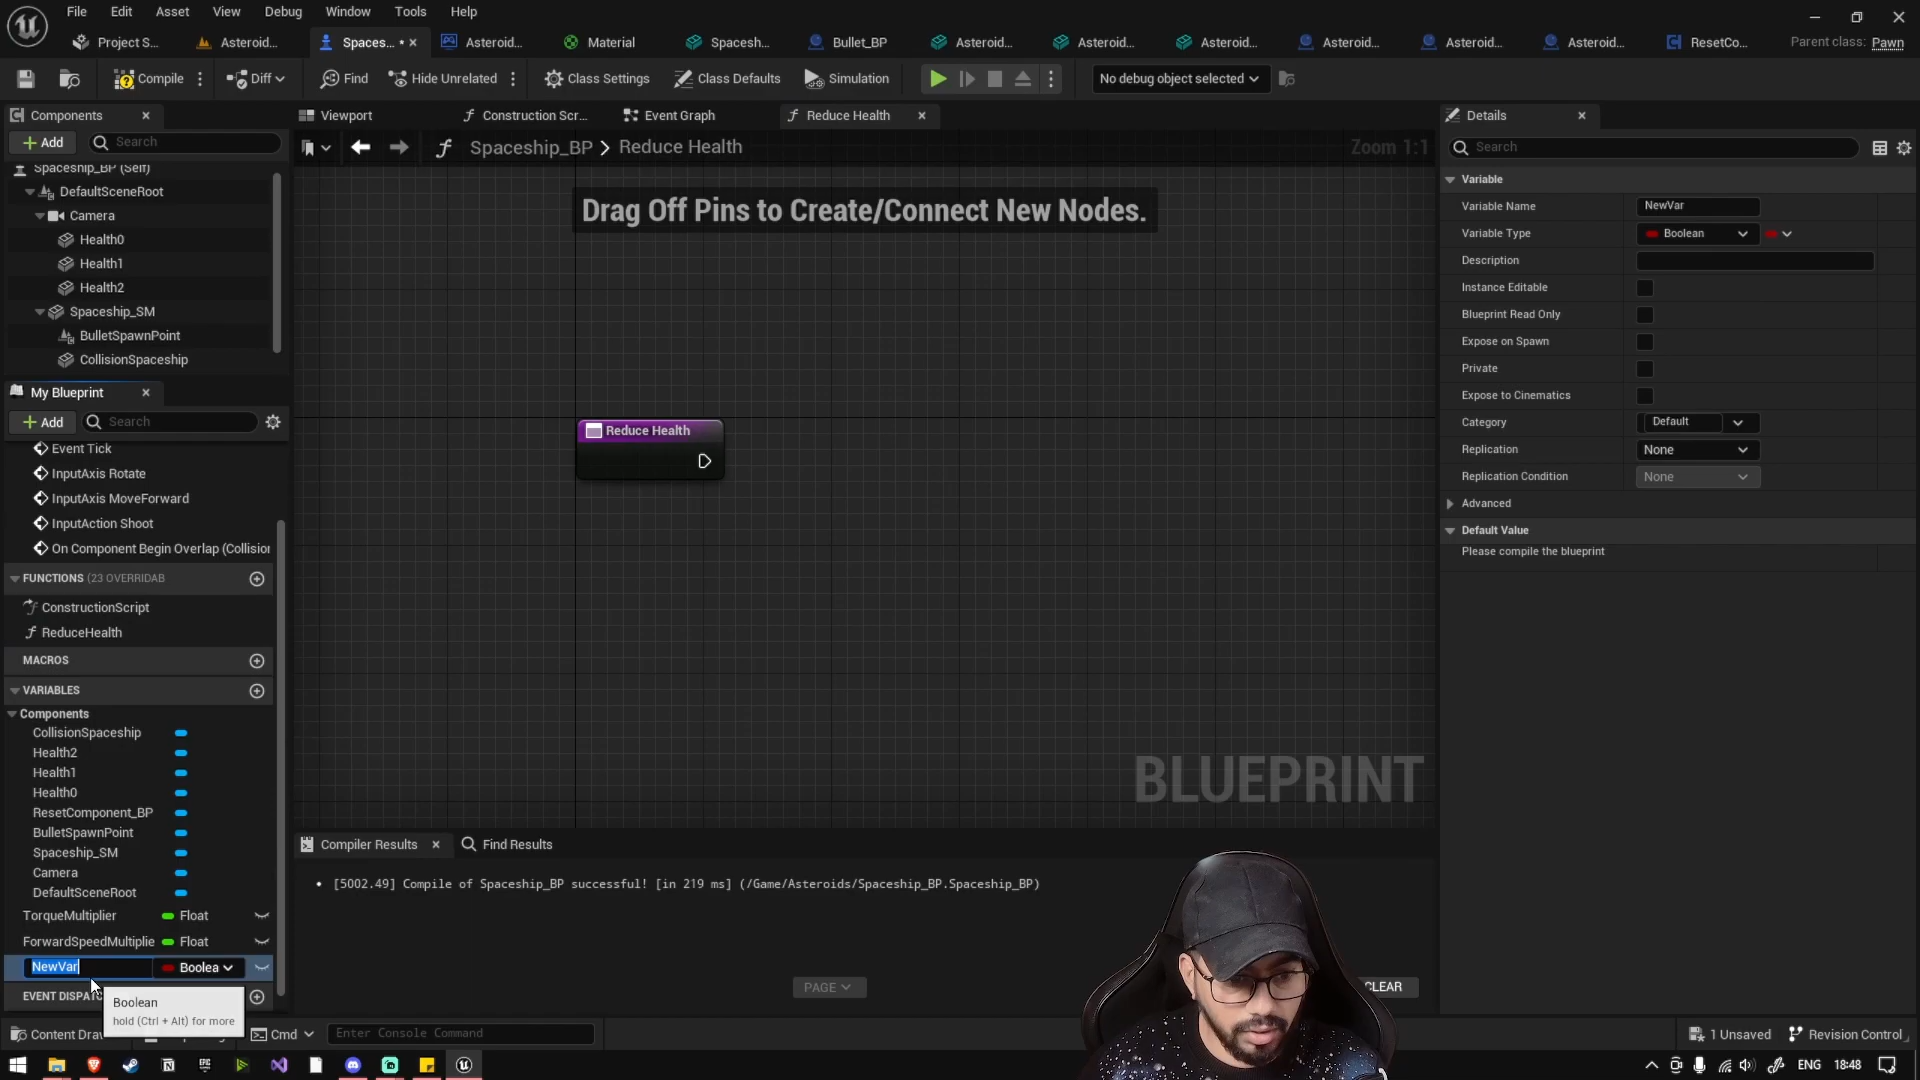 File Edit Asset View Debug Window Tools Help
Project S... Asteroid... Spaces... * Asteroid... Material Spacesh... Bullet_BP Asteroid... Asteroid... Asteroid... Asteroid... Asteroid... Asteroid... ResetCo... Parent class: Pawn
Compile Diff Find Hide Unrelated Class Settings Class Defaults Simulation No debug object selected
Components
Add Search
Spaceship_BP (Self)
DefaultSceneRoot
Camera
Health0
Health1
Health2
Spaceship_SM
BulletSpawnPoint
CollisionSpaceship
My Blueprint
Add Search
Event Tick
InputAxis Rotate
InputAxis MoveForward
InputAction Shoot
On Component Begin Overlap (Collision
FUNCTIONS (23 OVERRIDAB
ConstructionScript
ReduceHealth
MACROS
VARIABLES
Components
CollisionSpaceship
Health2
Health1
Health0
ResetComponent_BP
BulletSpawnPoint
Spaceship_SM
Camera
DefaultSceneRoot
TorqueMultiplier Float
ForwardSpeedMultiplie Float
NewVar Boolea
EVENT DISPATC
Boolean
hold (Ctrl + Alt) for more
Viewport Construction Scr... Event Graph Reduce Health
Spaceship_BP > Reduce Health Zoom 1:1
Drag Off Pins to Create/Connect New Nodes.
Reduce Health
BLUEPRINT
Compiler Results Find Results
[5002.49] Compile of Spaceship_BP successful! [in 219 ms] (/Game/Asteroids/Spaceship_BP.Spaceship_BP)
PAGE CLEAR
Details
Search
Variable
Variable Name NewVar
Variable Type Boolean
Description
Instance Editable
Blueprint Read Only
Expose on Spawn
Private
Expose to Cinematics
Category Default
Replication None
Replication Condition None
Advanced
Default Value
Please compile the blueprint
Content Draw Cmd Enter Console Command 1 Unsaved Revision Control
ENG 18:48